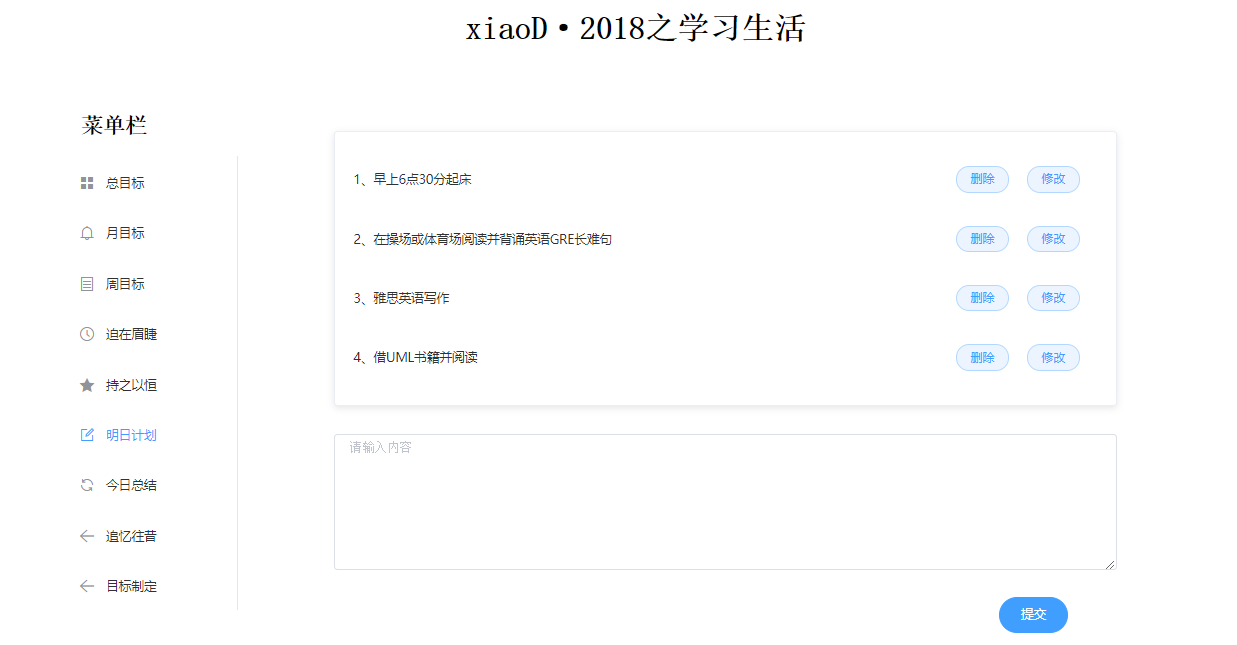 xiaoD·2018之学习生活
菜单栏
总目标
月目标
周目标
迫在眉睫
持之以恒
明日计划
今日总结
追忆往昔
目标制定
1、早上6点30分起床 删除 修改
2、在操场或体育场阅读并背诵英语GRE长难句 删除 修改
3、雅思英语写作 删除 修改
4、借UML书籍并阅读 删除 修改
请输入内容
提交